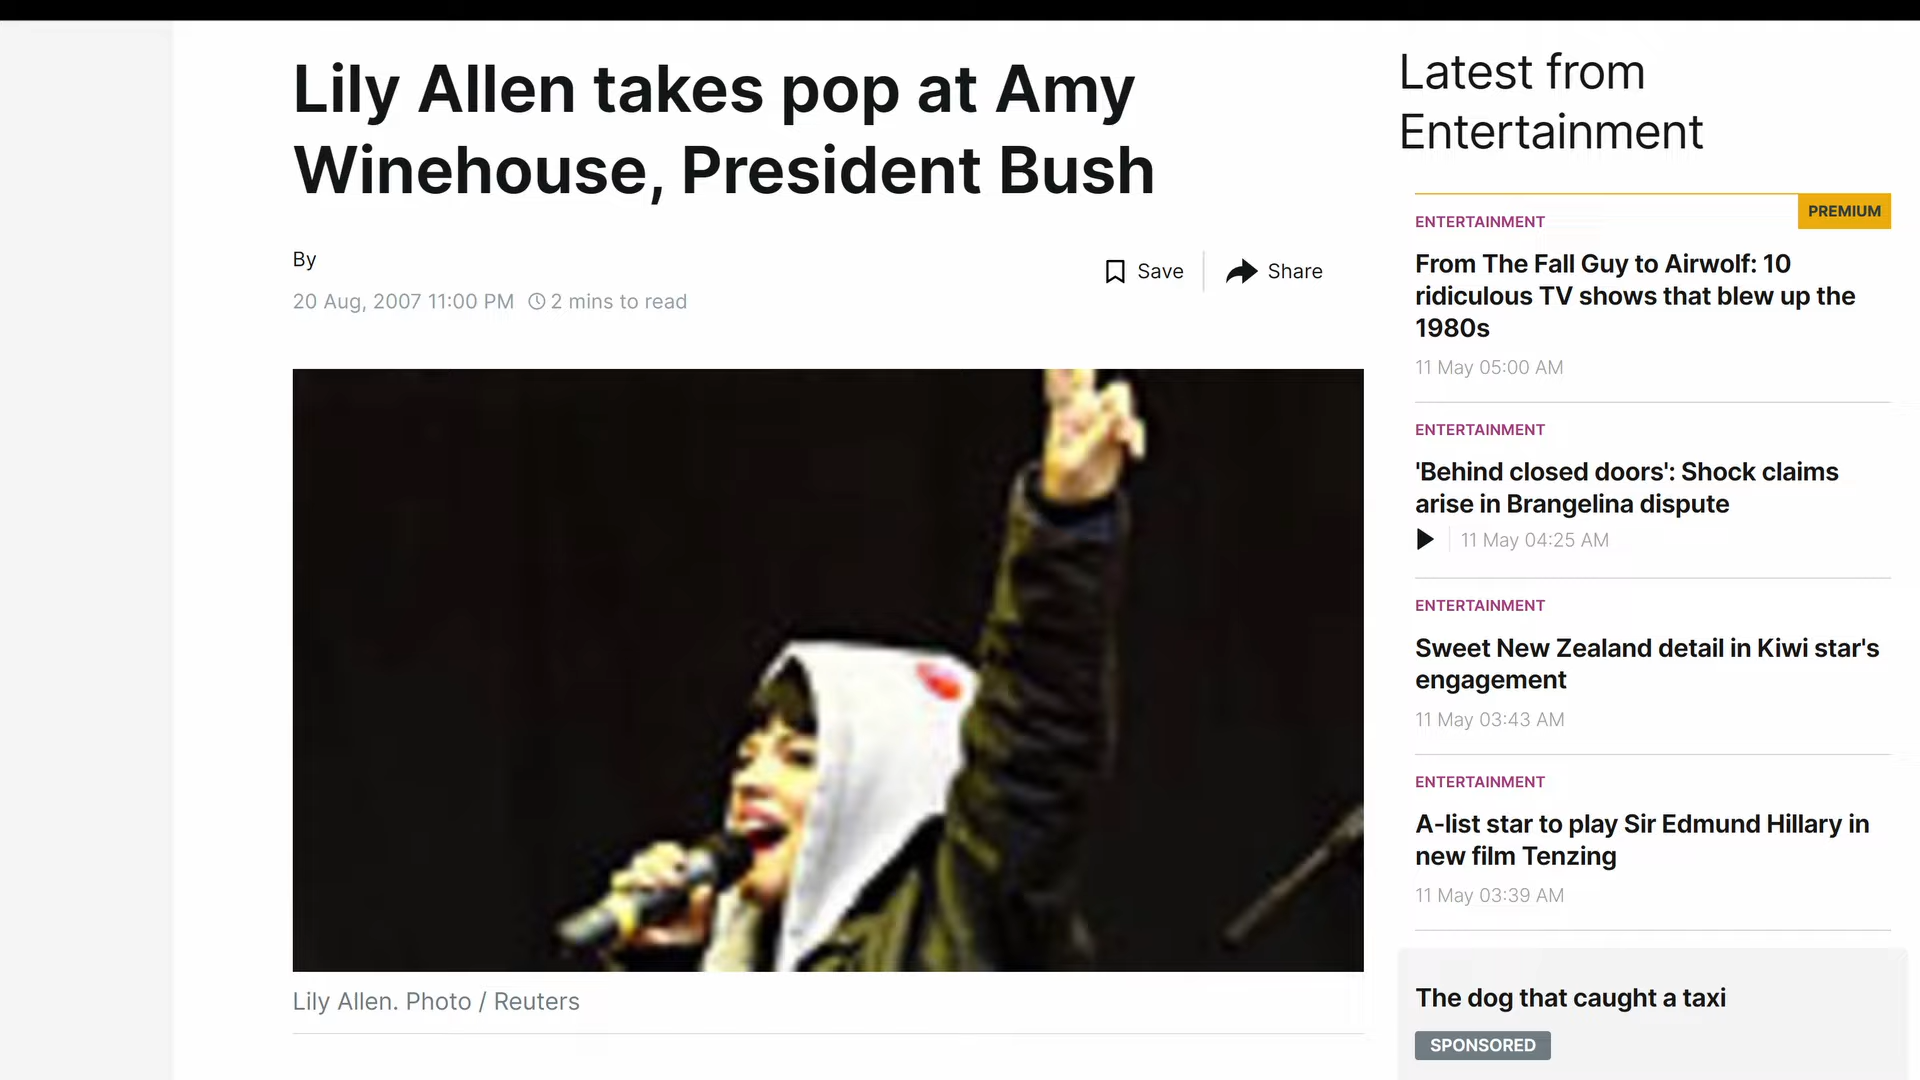 Lily Allen takes pop at Amy
Winehouse, President Bush
By
20 Aug, 2007 11:00 PM 2 mins to read
Save
Share
Lily Allen. Photo / Reuters
Latest from
Entertainment
PREMIUM
ENTERTAINMENT
From The Fall Guy to Airwolf: 10
ridiculous TV shows that blew up the
1980s
11 May 05:00 AM
ENTERTAINMENT
'Behind closed doors': Shock claims
arise in Brangelina dispute
11 May 04:25 AM
ENTERTAINMENT
Sweet New Zealand detail in Kiwi star's
engagement
11 May 03:43 AM
ENTERTAINMENT
A-list star to play Sir Edmund Hillary in
new film Tenzing
11 May 03:39 AM
The dog that caught a taxi
SPONSORED